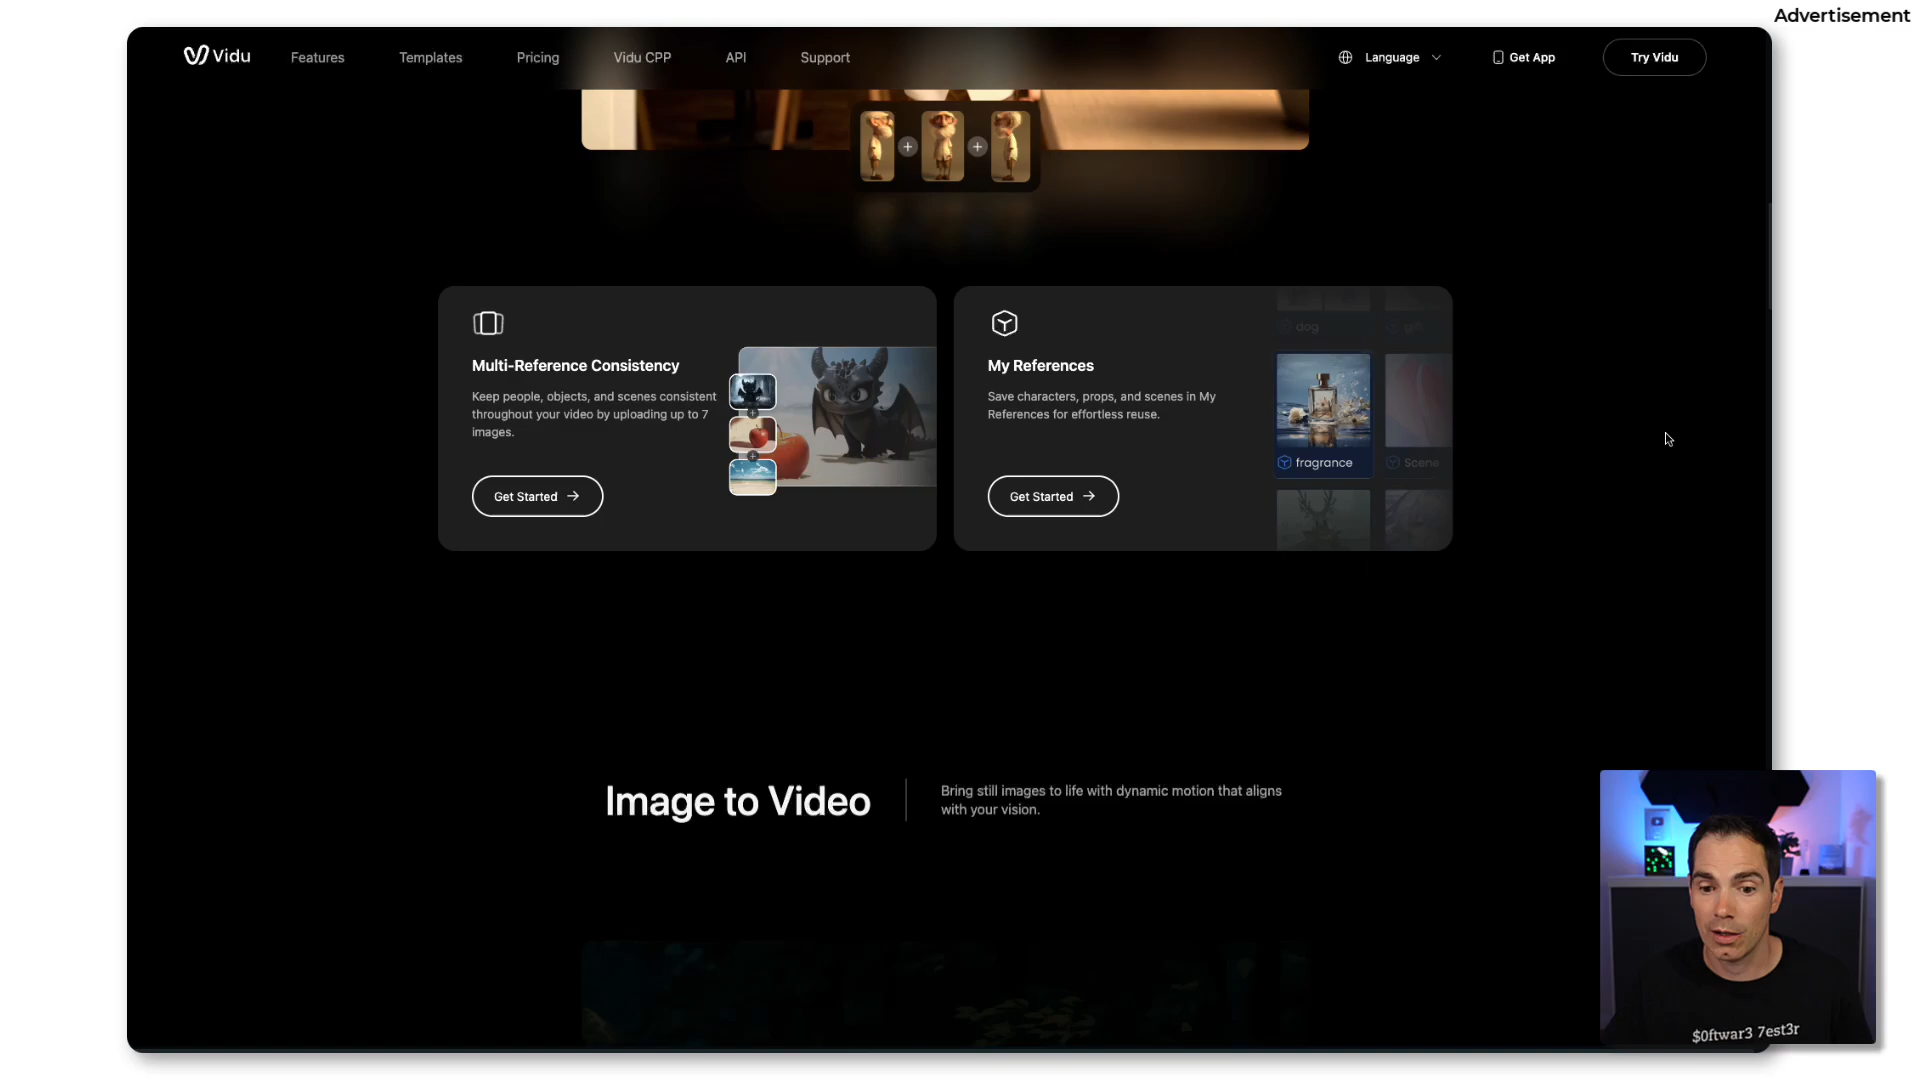 Advertisement
Vidu
Features
Templates
Pricing
Vidu CPP
API
Support
Language
Get App
Try Vidu
Multi-Reference Consistency
Keep people, objects, and scenes consistent
throughout your video by uploading up to 7
images.
Get Started
My References
Save characters, props, and scenes in My
References for effortless reuse.
Get Started
dog
fragrance
Scene
Image to Video
Bring still images to life with dynamic motion that aligns
with your vision.
$0ftwar3 7est3r